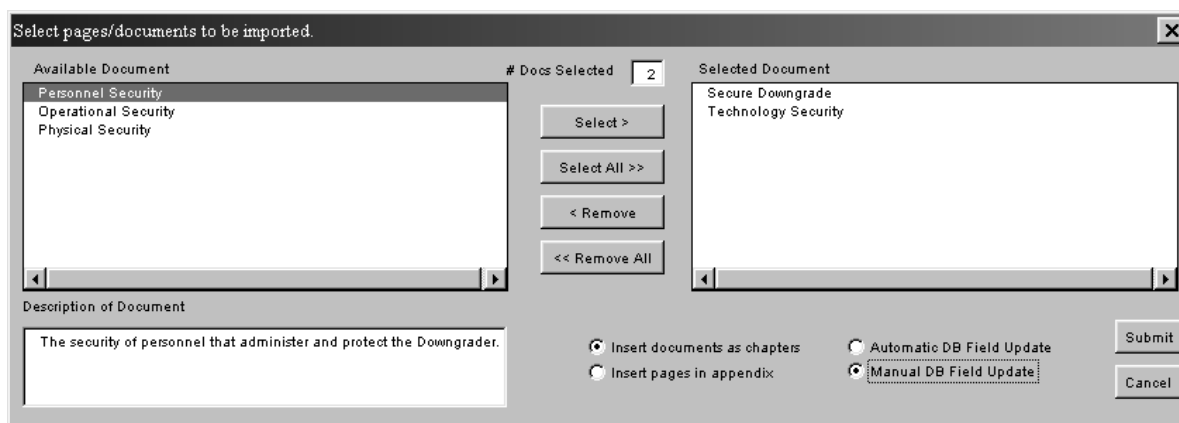 Select pages/documents to be imported.
Available Document
# Docs Selected 2
Selected Document
Personnel Security
Operational Security
Physical Security
Secure Downgrade
Technology Security
Select >
Select All >>
< Remove
<< Remove All
Description of Document
The security of personnel that administer and protect the Downgrader.
Insert documents as chapters
Insert pages in appendix
Automatic DB Field Update
Manual DB Field Update
Submit
Cancel